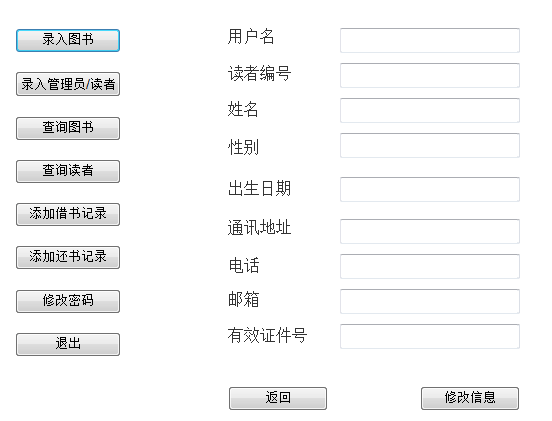 录入图书
录入管理员/读者
查询图书
查询读者
添加借书记录
添加还书记录
修改密码
退出
用户名
读者编号
姓名
性别
出生日期
通讯地址
电话
邮箱
有效证件号
返回
修改信息